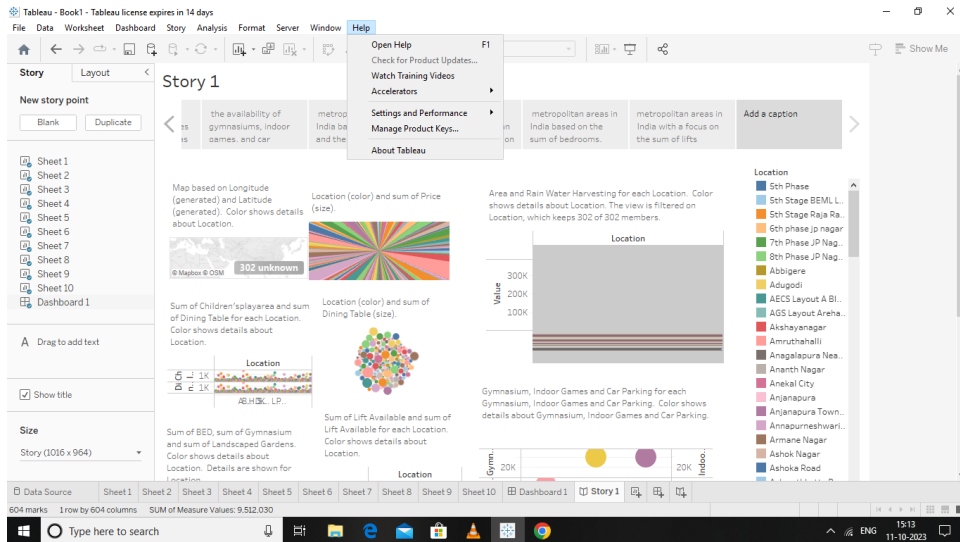 Tableau - Book1 - Tableau license expires in 14 days
File Data Worksheet Dashboard Story Analysis Format Server Window Help
Show Me
Open Help F1
Check for Product Updates...
Watch Training Videos
Accelerators
Settings and Performance
Manage Product Keys...
About Tableau
Story Layout
New story point
Blank Duplicate
Sheet 1
Sheet 2
Sheet 3
Sheet 4
Sheet 5
Sheet 6
Sheet 7
Sheet 8
Sheet 9
Sheet 10
Dashboard 1
A Drag to add text
Show title
Size
Story (1016 x 964)
Story 1
the availability of
gymnasiums, indoor
games, and car
metrop
India ba
and the
metropolitan areas in
India based on the
sum of bedrooms.
metropolitan areas in
India with a focus on
the sum of lifts
Add a caption
Map based on Longitude
(generated) and Latitude
(generated). Color shows details
about Location.
© Mapbox © OSM
302 unknown
Location (color) and sum of Price
(size).
Area and Rain Water Harvesting for each Location. Color
shows details about Location. The view is filtered on
Location, which keeps 302 of 302 members.
Location
Value
300K
200K
100K
Sum of Children'splayarea and sum
of Dining Table for each Location.
Color shows details about
Location.
Location
1K
1K
Location (color) and sum of
Dining Table (size).
Gymnasium, Indoor Games and Car Parking for each
Gymnasium, Indoor Games and Car Parking. Color shows
details about Gymnasium, Indoor Games and Car Parking.
Gymn.
20K
20K
Indoo.
Sum of BED, sum of Gymnasium
and sum of Landscaped Gardens.
Color shows details about
Location. Details are shown for
Location.
Sum of Lift Available and sum of
Lift Available for each Location.
Color shows details about
Location.
Location
Location
5th Phase
5th Stage BEML L..
5th Stage Raja Ra..
6th phase jp nagar
7th Phase JP Nag..
8th Phase JP Nag..
Abbigere
Adugodi
AECS Layout A Bl..
AGS Layout Areha..
Akshayanagar
Amruthahalli
Anagalapura Nea..
Ananth Nagar
Anekal City
Anjanapura
Anjanapura Town..
Annapurneshwari..
Armane Nagar
Ashok Nagar
Ashoka Road
Data Source Sheet 1 Sheet 2 Sheet 3 Sheet 4 Sheet 5 Sheet 6 Sheet 7 Sheet 8 Sheet 9 Sheet 10 Dashboard 1 Story 1
604 marks 1 row by 604 columns SUM of Measure Values: 9,512,030
Type here to search
ENG
15:13
11-10-2023